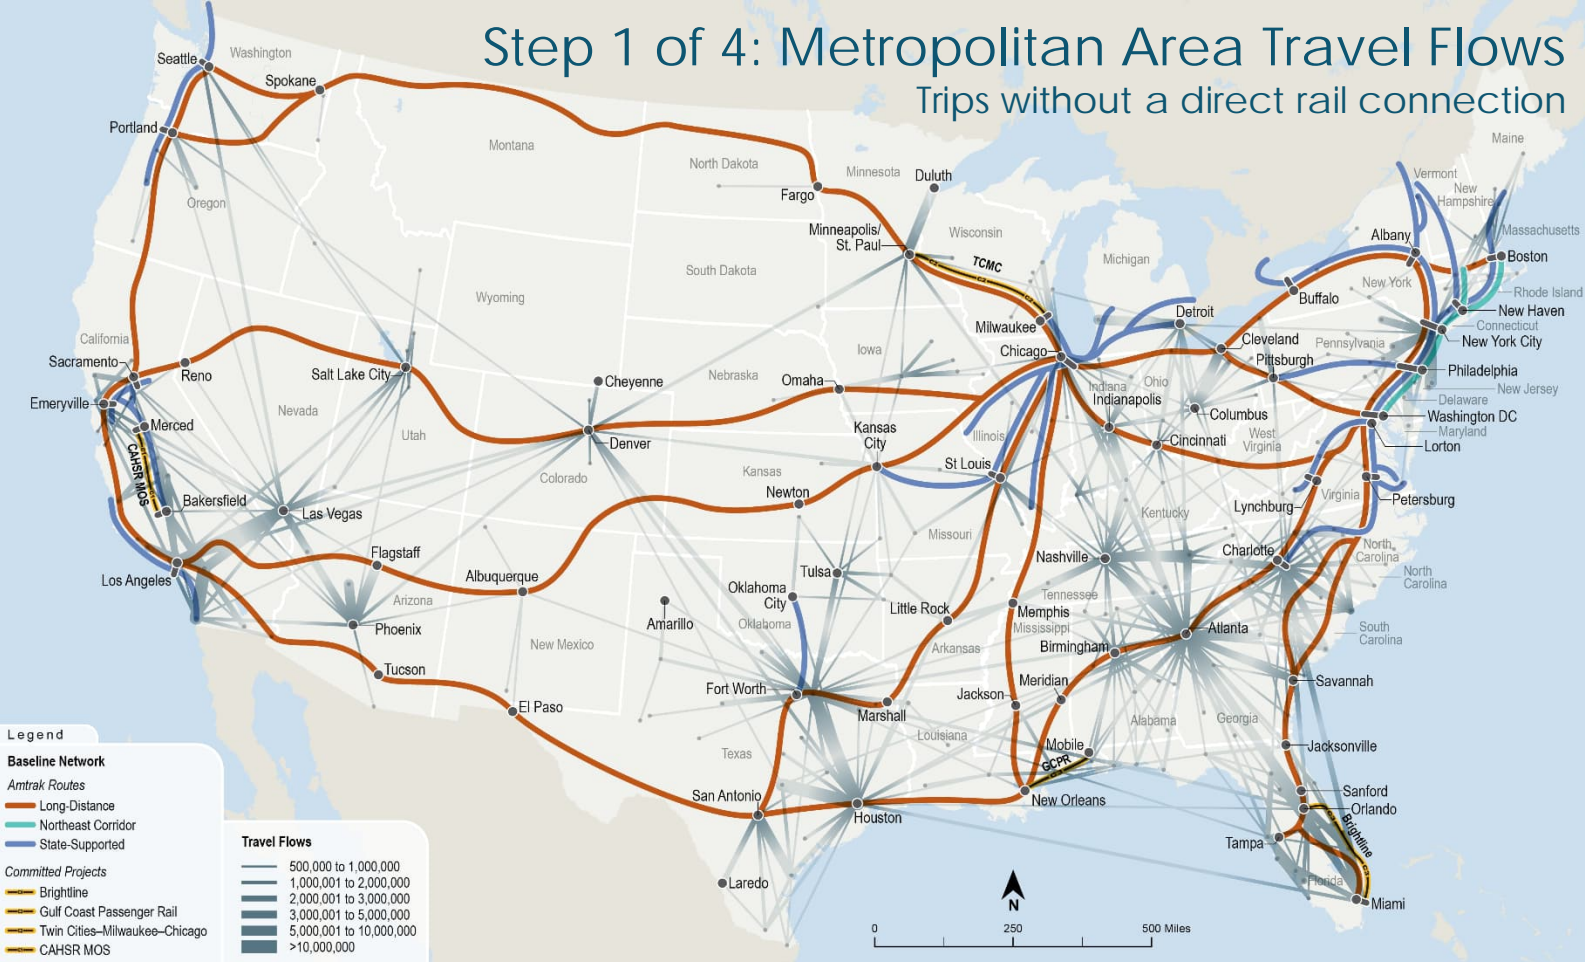 Step 1 of 4: Metropolitan Area Travel Flows
Trips without a direct rail connection
Seattle
Washington
Spokane
Portland
Oregon
Montana
North Dakota
Fargo
Minnesota
Duluth
Minneapolis/
St. Paul
Wisconsin
TCMC
Michigan
Maine
Vermont
New
Hampshire
Massachusetts
Albany
Boston
New York
Rhode Island
Buffalo
New Haven
Connecticut
New York City
Detroit
Cleveland
Pittsburgh
Pennsylvania
Philadelphia
New Jersey
Delaware
Washington DC
Maryland
Lorton
South Dakota
Wyoming
Milwaukee
Chicago
Iowa
California
Sacramento
Reno
Salt Lake City
Cheyenne
Nebraska
Omaha
Indiana
Ohio
Indianapolis
Columbus
Emeryville
Merced
Nevada
Utah
Denver
Colorado
Kansas
City
Kansas
Illinois
St Louis
Cincinnati
West
Virginia
CAHSR MOS
Bakersfield
Las Vegas
Newton
Missouri
Kentucky
Lynchburg
Virginia
Petersburg
Los Angeles
Flagstaff
Albuquerque
Arizona
Phoenix
New Mexico
Tucson
El Paso
Tulsa
Oklahoma
City
Oklahoma
Amarillo
Little Rock
Arkansas
Nashville
Tennessee
Memphis
Mississippi
Charlotte
North
Carolina
North
Carolina
South
Carolina
Atlanta
Birmingham
Meridian
Savannah
Fort Worth
Marshall
Jackson
Louisiana
Alabama
Georgia
Texas
Mobile
GCPR
New Orleans
Jacksonville
Sanford
Orlando
Brightline
Tampa
Florida
Miami
San Antonio
Houston
Laredo
Legend
Baseline Network
Amtrak Routes
Long-Distance
Northeast Corridor
State-Supported
Committed Projects
Brightline
Gulf Coast Passenger Rail
Twin Cities–Milwaukee–Chicago
CAHSR MOS
Travel Flows
500,000 to 1,000,000
1,000,001 to 2,000,000
2,000,001 to 3,000,000
3,000,001 to 5,000,000
5,000,001 to 10,000,000
>10,000,000
N
0 250 500 Miles